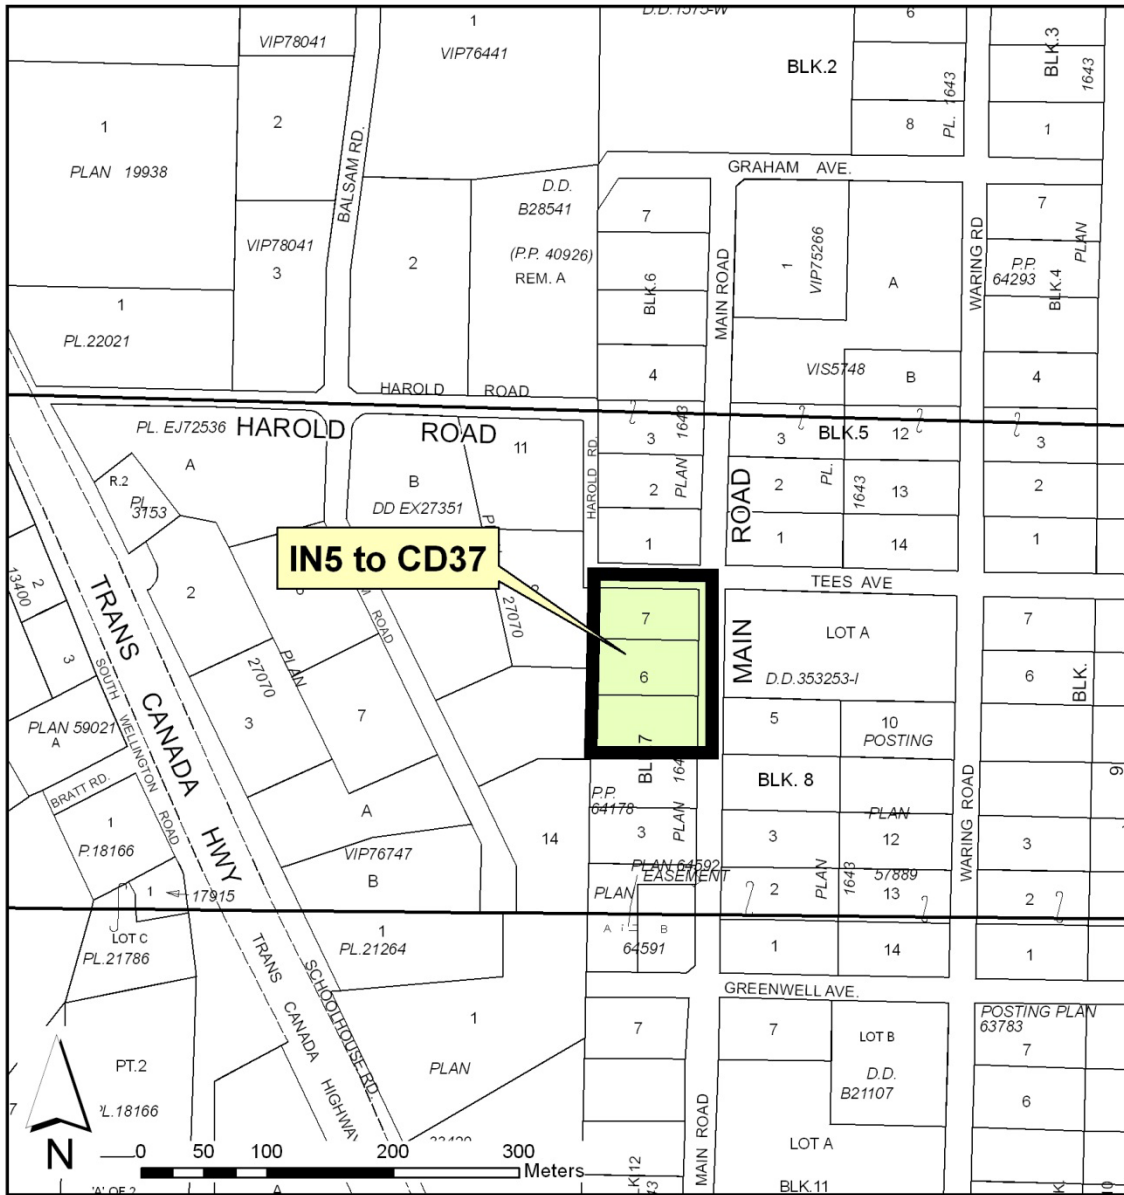 D.D.1575-W
1
VIP78041
VIP76441
6
BLK.2
BLK.3
1643
PL. 1643
1
PLAN 19938
2
8
1
BALSAM RD.
GRAHAM AVE.
D.D.
B28541
7
7
PLAN
VIP78041
3
2
(P.P. 40926)
REM. A
BLK.6
MAIN ROAD
1
VIP75266
A
WARING RD
P.P.
64293
BLK.4
1
PL.22021
4
VIS5748
B
4
HAROLD ROAD
PL. EJ72536
HAROLD ROAD
11
HAROLD RD.
3
PLAN 1643
3
BLK.5
12
3
A
R.2
PL.
3153
B
DD EX27351
2
ROAD
2
PL.
1643
13
2
IN5 to CD37
1
1
14
1
TEES AVE
2
13400
TRANS CANADA HWY
2
ROAD
27070
7
MAIN
LOT A
7
3
SOUTH WELLINGTON ROAD
27070
PLAN
6
D.D.353253-I
6
BLK.
PLAN 59021
A
3
7
7
5
10
POSTING
BRATT RD.
P.P.
64178
164
BLK. 8
WARING ROAD
9
1
P.18166
A
14
3
PLAN
3
PLAN
12
3
VIP76747
B
PLAN 64592
EASEMENT
PLAN
2
PLAN
1643
57889
13
2
1
17915
LOT C
PL.21786
1
PL.21264
A
B
64591
1
14
1
TRANS CANADA HIGHWAY
SCHOOLHOUSE RD.
GREENWELL AVE.
1
PLAN
7
7
LOT B
POSTING PLAN
63783
7
PT.2
D.D.
B21107
6
7
PL.18166
N
MAIN ROAD
LOT A
0 50 100 200 300
Meters
BLK.12
BLK.11
'A' OF 2
A